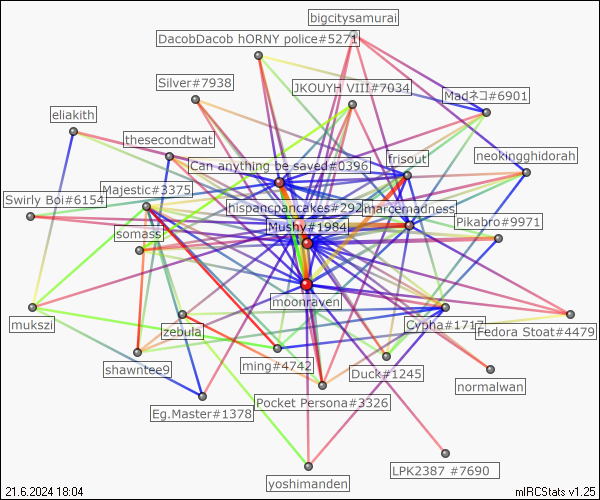 bigcitysamurai
DacobDacob hORNY police#5271
Silver#7938
JKOUYH VIII#7034
Madネコ#6901
eliakith
thesecondtwat
Can anything be saved#0396
frisout
neokingghidorah
Swirly Boi#6154
Majestic#3375
hispancpancakes#292
marcemadness
Mushy#1984
Pikabro#9971
somass
moonraven
mukszi
zebula
Cypha#1717
Fedora Stoat#4479
shawntee9
ming#4742
Duck#1245
normalwan
Eg.Master#1378
Pocket Persona#3326
LPK2387 #7690
yoshimanden
21.6.2024 18:04
mIRCStats v1.25